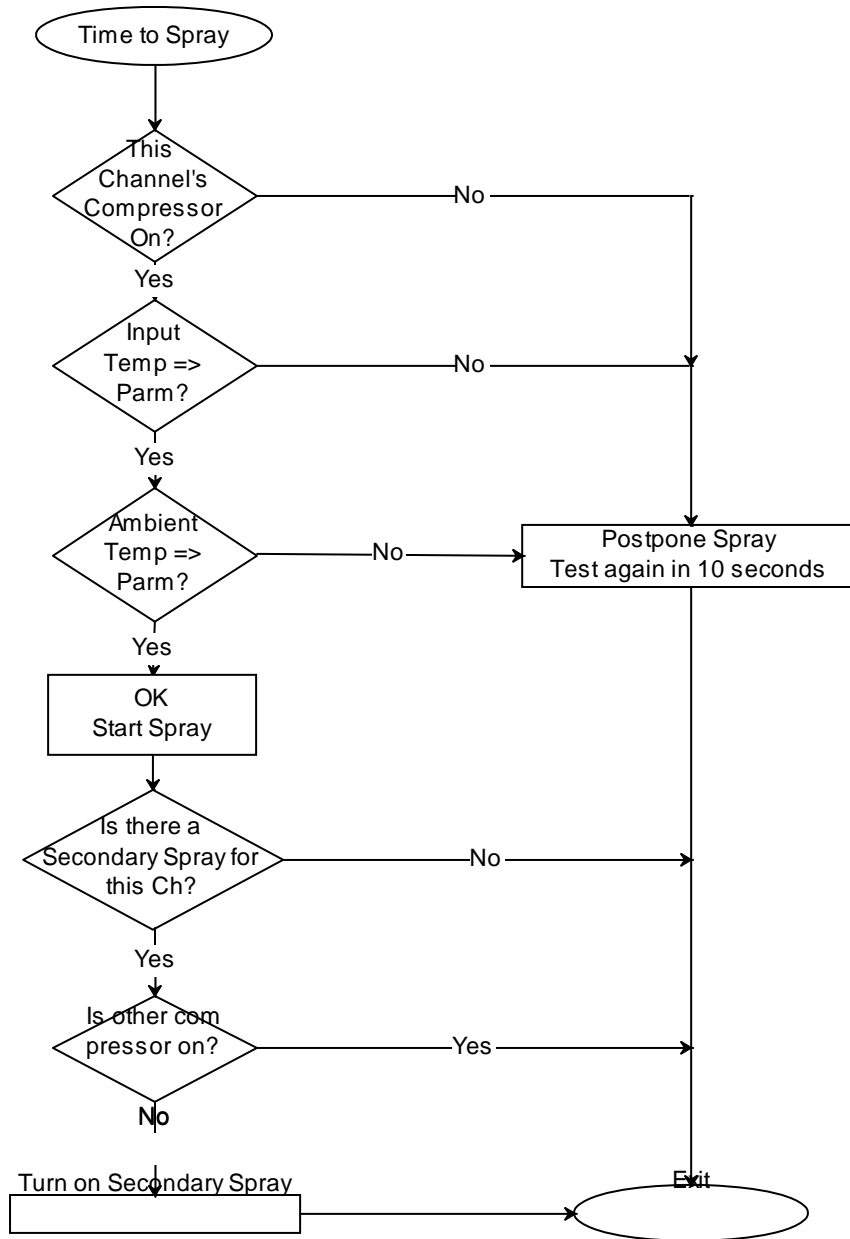 Time to Spray
This
Channel's
Compressor
On?
No
Yes
Input
Temp =>
Parm?
No
Yes
Ambient
Temp =>
Parm?
No
Postpone Spray
Test again in 10 seconds
Yes
OK
Start Spray
Is there a
Secondary Spray for
this Ch?
No
Yes
Is other com
pressor on?
Yes
No
Turn on Secondary Spray
Exit